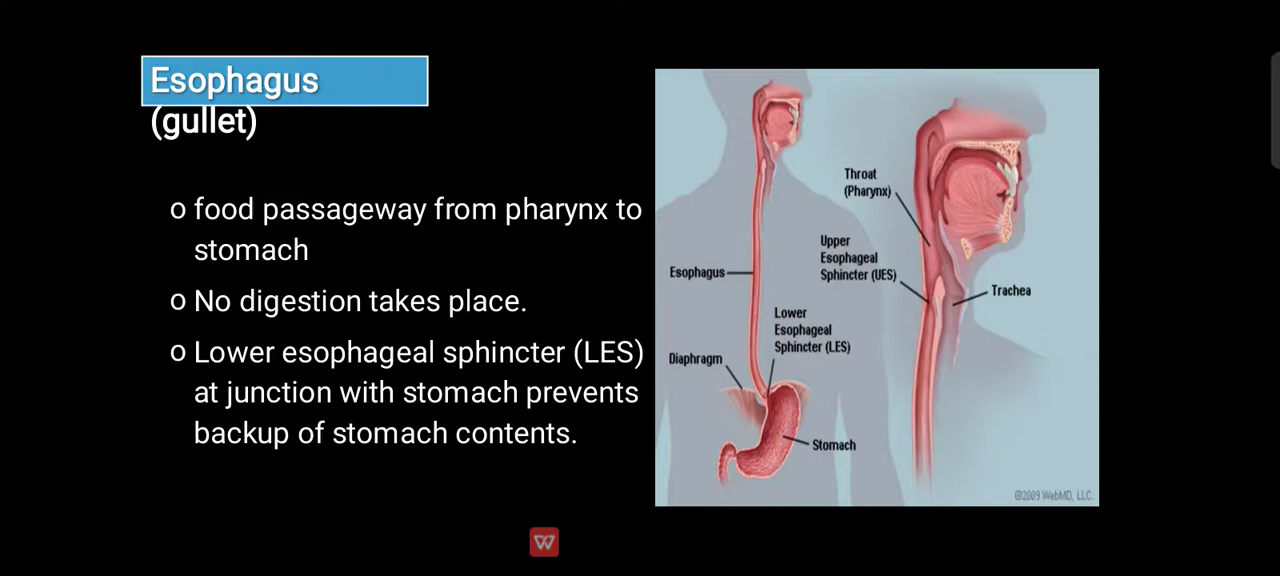 Esophagus
(gullet)
o food passageway from pharynx to
stomach
o No digestion takes place.
o Lower esophageal sphincter (LES)
at junction with stomach prevents
backup of stomach contents.
Throat
(Pharynx)
Upper
Esophageal
Sphincter (UES)
Esophagus
Trachea
Lower
Esophageal
Sphincter (LES)
Diaphragm
Stomach
©2009 WebMD, LLC.
W